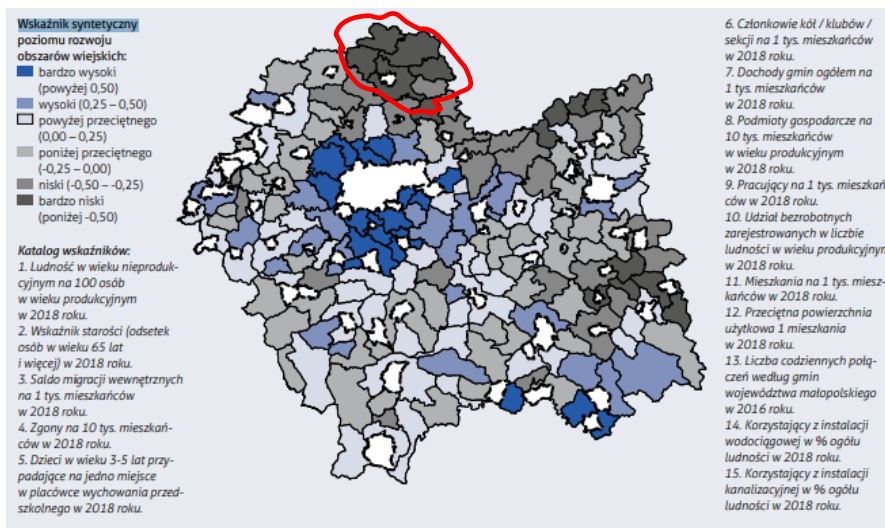 Wskaźnik syntetyczny
poziomu rozwoju
obszarów wiejskich:
bardzo wysoki
(powyżej 0,50)
wysoki (0,25 – 0,50)
powyżej przeciętnego
(0,00 – 0,25)
poniżej przeciętnego
(-0,25 – 0,00)
niski (-0,50 – -0,25)
bardzo niski
(poniżej -0,50)
Katalog wskaźników:
1. Ludność w wieku nieproduk-
cyjnym na 100 osób
w wieku produkcyjnym
w 2018 roku.
2. Wskaźnik starości (odsetek
osób w wieku 65 lat
i więcej) w 2018 roku.
3. Saldo migracji wewnętrznych
na 1 tys. mieszkańców
w 2018 roku.
4. Zgony na 10 tys. mieszkań-
ców w 2018 roku.
5. Dzieci w wieku 3-5 lat przy-
padające na jedno miejsce
w placówce wychowania przed-
szkolnego w 2018 roku.
6. Członkowie kół / klubów /
sekcji na 1 tys. mieszkańców
w 2018 roku.
7. Dochody gmin ogółem na
1 tys. mieszkańców
w 2018 roku.
8. Podmioty gospodarcze na
10 tys. mieszkańców
w wieku produkcyjnym
w 2018 roku.
9. Pracujący na 1 tys. mieszkań
ców w 2018 roku.
10. Udział bezrobotnych
zarejestrowanych w liczbie
ludności w wieku produkcyjnym
w 2018 roku.
11. Mieszkania na 1 tys. miesz-
kańców w 2018 roku.
12. Przeciętna powierzchnia
użytkowa 1 mieszkania
w 2018 roku.
13. Liczba codziennych połą-
czeń według gmin
województwa małopolskiego
w 2016 roku.
14. Korzystający z instalacji
wodociągowej w % ogółu
ludności w 2018 roku.
15. Korzystający z instalacji
kanalizacyjnej w % ogółu
ludności w 2018 roku.